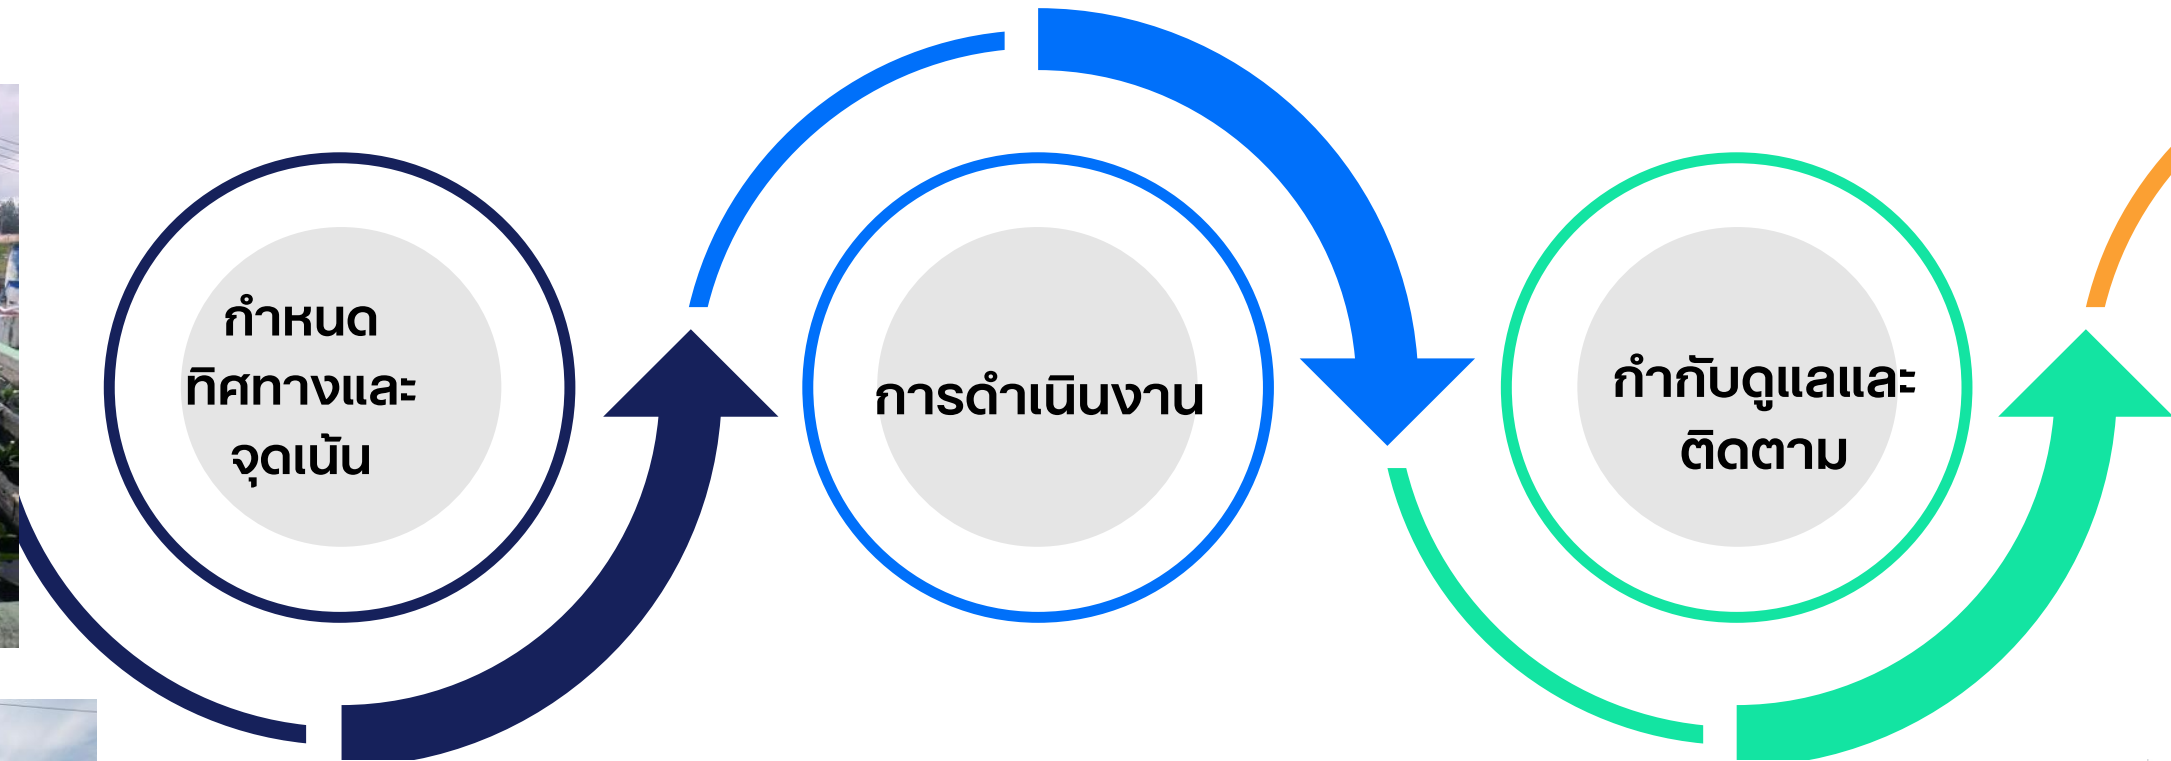 กำหนด
ทิศทางและ
จุดเน้น
การดำเนินงาน
กำกับดูแลและ
ติดตาม